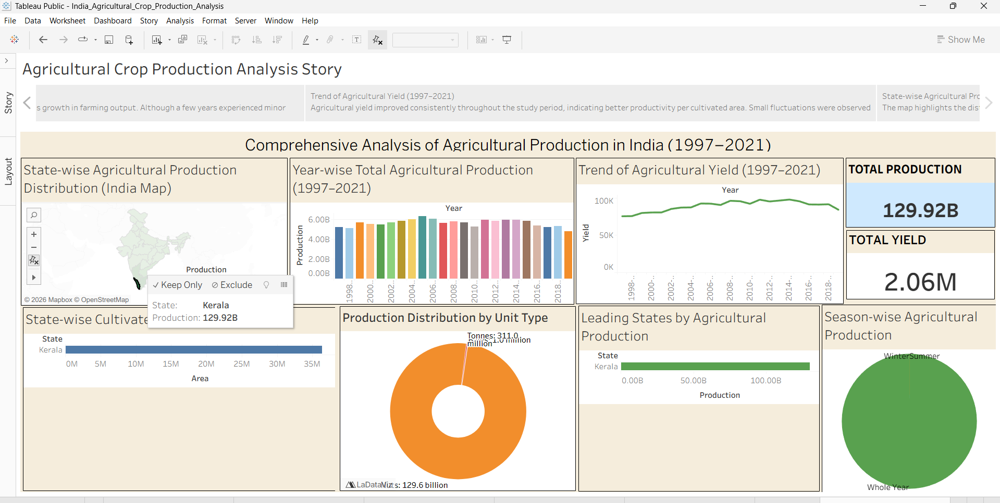 Tableau Public - India_Agricultural_Crop_Production_Analysis
File Data Worksheet Dashboard Story Analysis Format Server Window Help
Show Me
Story
Layout
Agricultural Crop Production Analysis Story
s growth in farming output. Although a few years experienced minor
Trend of Agricultural Yield (1997–2021)
Agricultural yield improved consistently throughout the study period, indicating better productivity per cultivated area. Small fluctuations were observed
State-wise Agricultural Pro
The map highlights the dis
Comprehensive Analysis of Agricultural Production in India (1997–2021)
State-wise Agricultural Production
Distribution (India Map)
Production
✓ Keep Only Exclude
State: Kerala
Production: 129.92B
© 2026 Mapbox © OpenStreetMap
Year-wise Total Agricultural Production
(1997–2021)
Year
Production
6.00B
4.00B
2.00B
0.00B
1998-..
2000..
2002-..
2004..
2006-..
2008-..
2010-..
2012-..
2014-..
2016-..
2018-..
Trend of Agricultural Yield (1997–2021)
Year
Yield
100K
50K
0K
1998-..
2000-..
2002-..
2004-..
2006-..
2008-..
2010-..
2012-..
2014-..
2016-..
2018-..
TOTAL PRODUCTION
129.92B
TOTAL YIELD
2.06M
State-wise Cultivate
State
Kerala
0M 5M 10M 15M 20M 25M 30M 35M
Area
Production Distribution by Unit Type
Tonnes: 311.0
million
1.0 million
LaDataViz
s: 129.6 billion
Leading States by Agricultural
Production
State
Kerala
0.00B 50.00B 100.00B
Production
Season-wise Agricultural
Production
Winter Summer
Whole Year